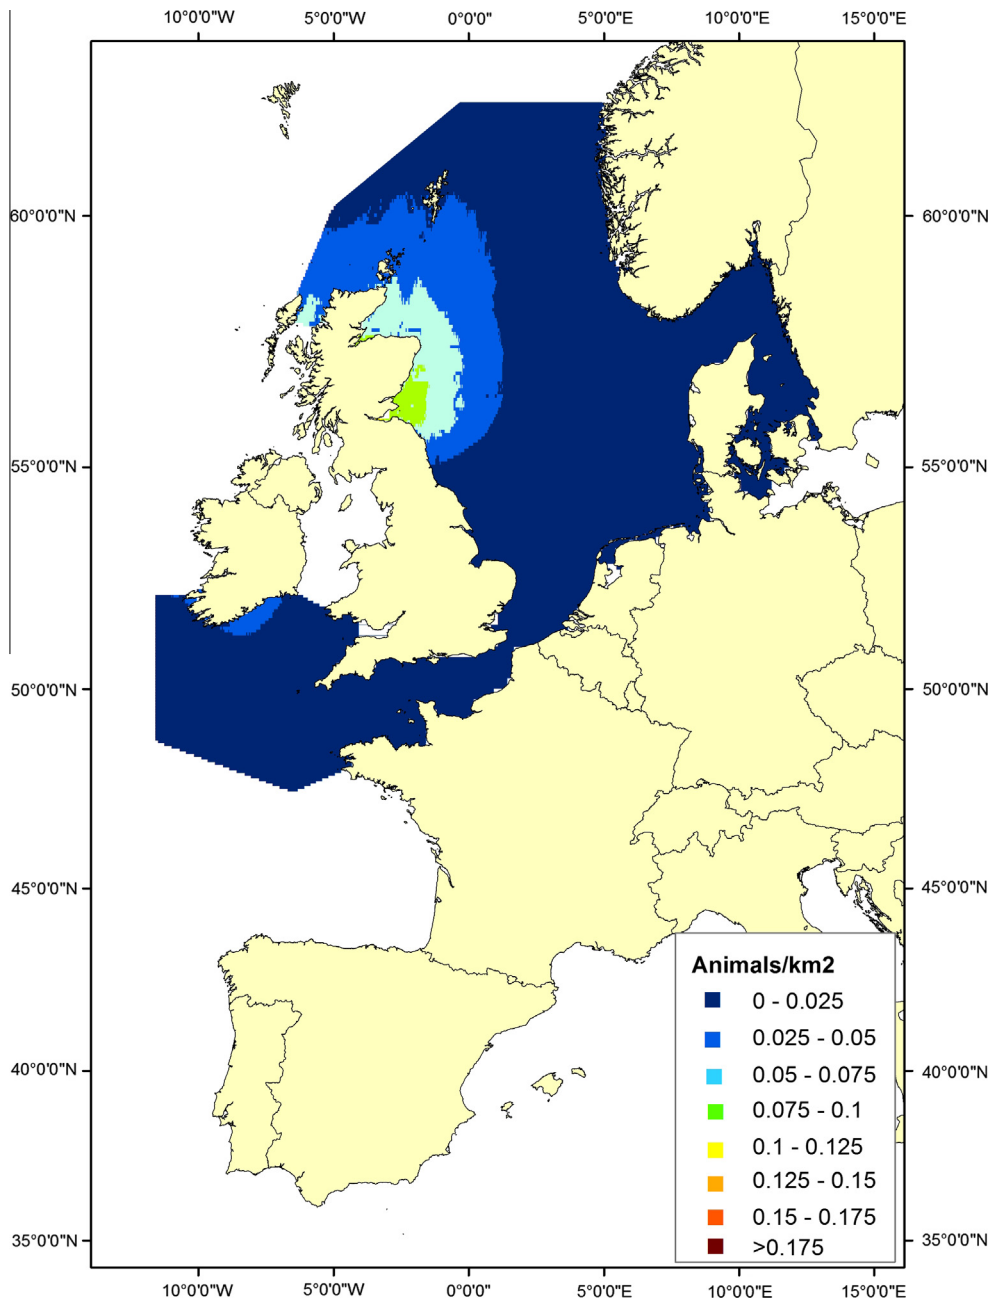 10°0'0"W 5°0'0"W 0°0'0" 5°0'0"E 10°0'0"E 15°0'0"E
60°0'0"N 60°0'0"N
55°0'0"N 55°0'0"N
50°0'0"N 50°0'0"N
45°0'0"N 45°0'0"N
40°0'0"N 40°0'0"N
35°0'0"N 35°0'0"N
Animals/km2
0 - 0.025
0.025 - 0.05
0.05 - 0.075
0.075 - 0.1
0.1 - 0.125
0.125 - 0.15
0.15 - 0.175
>0.175
10°0'0"W 5°0'0"W 0°0'0" 5°0'0"E 10°0'0"E 15°0'0"E